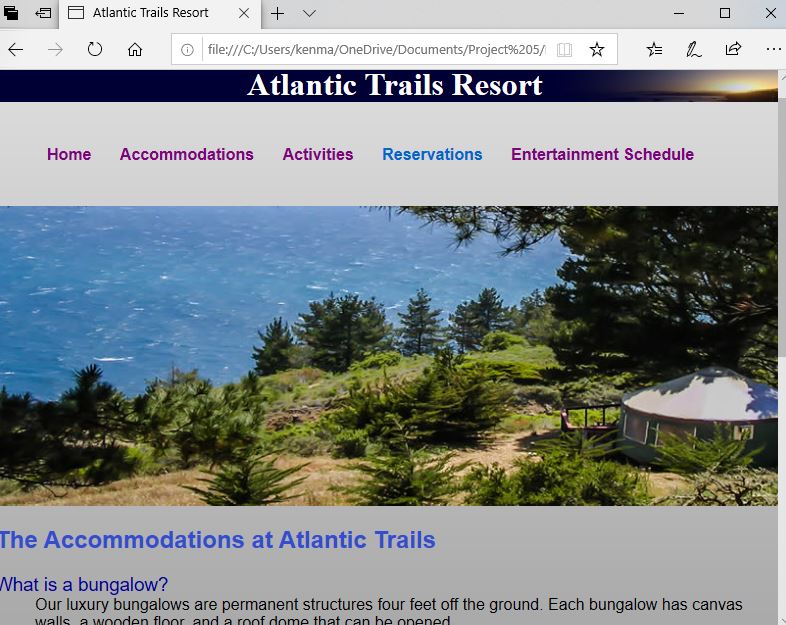 Atlantic Trails Resort
file:///C:/Users/kenma/OneDrive/Documents/Project%205/
Atlantic Trails Resort
Home Accommodations Activities Reservations Entertainment Schedule
The Accommodations at Atlantic Trails
What is a bungalow?
Our luxury bungalows are permanent structures four feet off the ground. Each bungalow has canvas
walls, a wooden floor, and a roof dome that can be opened